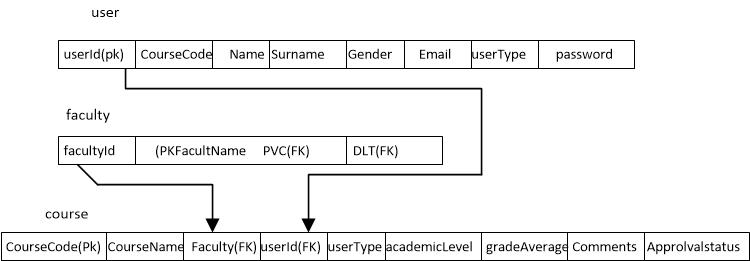 user
userId(pk) CourseCode Name Surname Gender Email userType password
faculty
facultyId (PKFacultName PVC(FK) DLT(FK)
course
CourseCode(Pk) CourseName Faculty(FK) userId(FK) userType academicLevel gradeAverage Comments Approlvalstatus